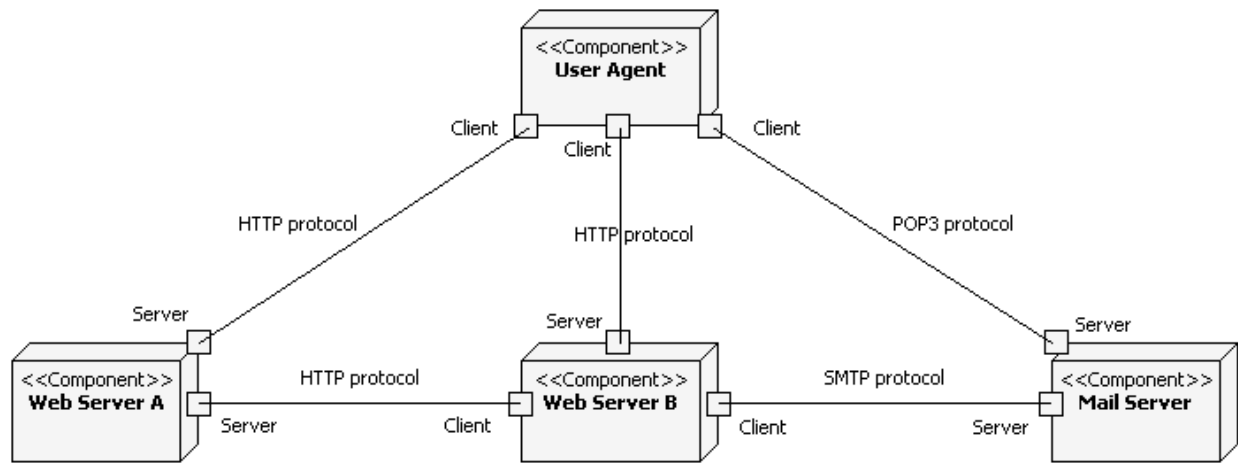 <<Component>>
User Agent
Client
Client
Client
HTTP protocol
HTTP protocol
POP3 protocol
Server
Server
Server
<<Component>>
Web Server A
HTTP protocol
Server
Client
<<Component>>
Web Server B
SMTP protocol
Client
Server
<<Component>>
Mail Server